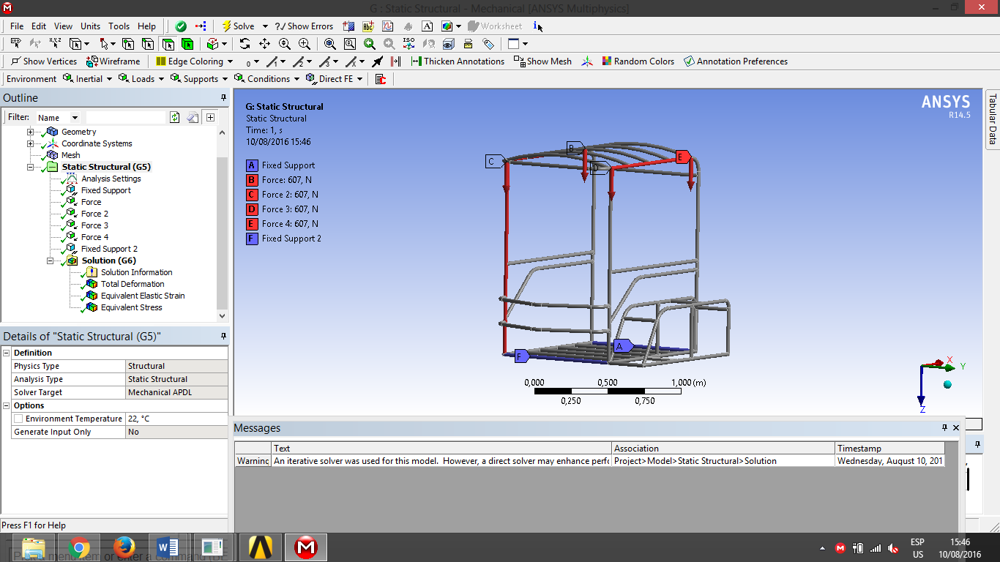 G : Static Structural - Mechanical [ANSYS Multiphysics]
File Edit View Units Tools Help Solve ?/ Show Errors Worksheet
Show Vertices Wireframe Edge Coloring Thicken Annotations Show Mesh Random Colors Annotation Preferences
Environment Inertial Loads Supports Conditions Direct FE
Outline
Filter: Name
Geometry
Coordinate Systems
Mesh
Static Structural (G5)
Analysis Settings
Fixed Support
Force
Force 2
Force 3
Force 4
Fixed Support 2
Solution (G6)
Solution Information
Total Deformation
Equivalent Elastic Strain
Equivalent Stress
Details of "Static Structural (G5)"
Definition
Physics Type Structural
Analysis Type Static Structural
Solver Target Mechanical APDL
Options
Environment Temperature 22, °C
Generate Input Only No
Press F1 for Help
G: Static Structural
Static Structural
Time: 1, s
10/08/2016 15:46
A Fixed Support
B Force: 607, N
C Force 2: 607, N
D Force 3: 607, N
E Force 4: 607, N
F Fixed Support 2
ANSYS
R14.5
B
C
D
E
A
F
0,000 0,500 1,000 (m)
0,250 0,750
X
Y
Z
Tabular Data
Messages
Text Association Timestamp
Warning An iterative solver was used for this model. However, a direct solver may enhance Project>Model>Static Structural>Solution Wednesday, August 10, 201
Pick a menu item or enter a command (BE
ESP 15:46
US 10/08/2016